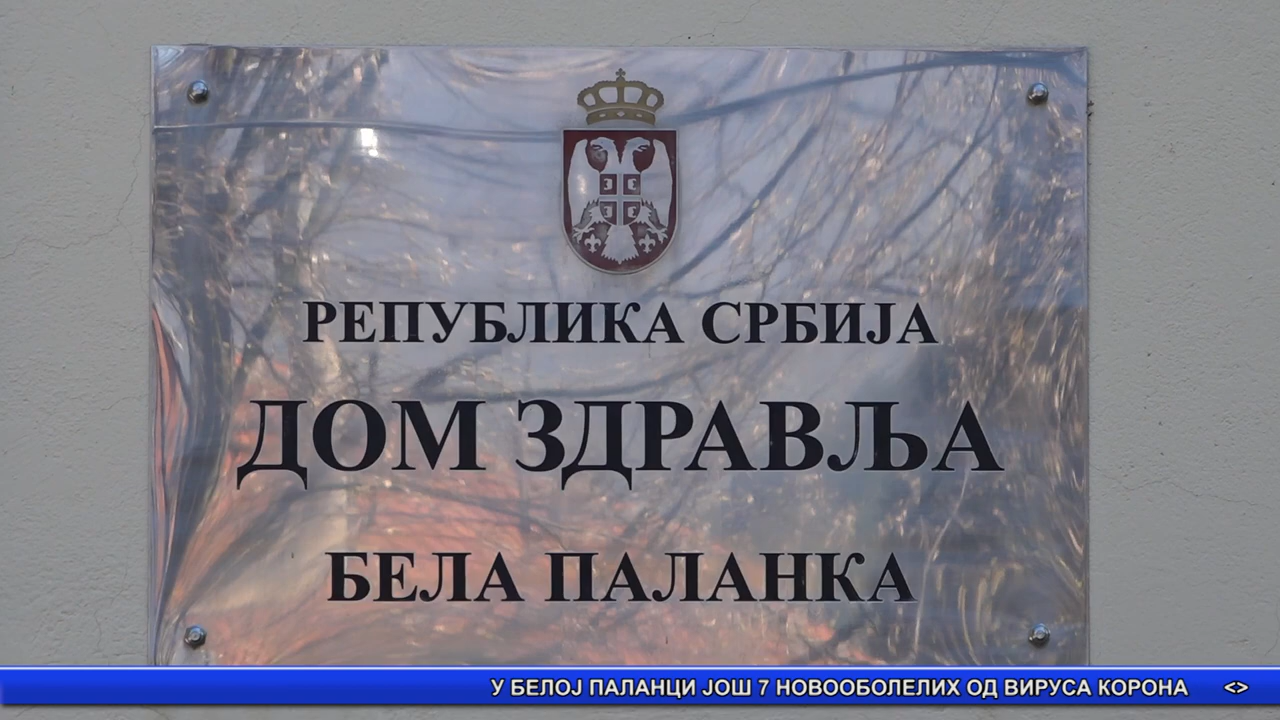 РЕПУБЛИКА СРБИЈА
ДОМ ЗДРАВЉА
БЕЛА ПАЛАНКА
У БЕЛОЈ ПАЛАНЦИ ЈОШ 7 НОВООБОЛЕЛИХ ОД ВИРУСА КОРОНА <>